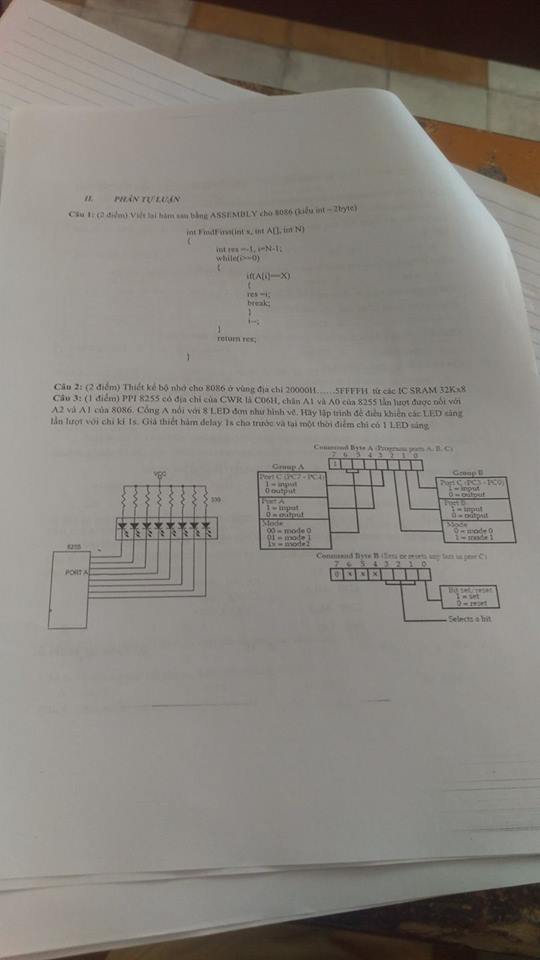 II. PHẦN TỰ LUẬN
Câu 1: (2 điểm) Viết lại hàm sau bằng ASSEMBLY cho 8086 (kiểu int – 2byte)
int FindFirst(int x, int A[], int N)
{
int res =-1, i=N-1;
while(i>=0)
{
if(A[i]==X)
{
res =i;
break;
}
i--;
}
return res;
}
Câu 2: (2 điểm) Thiết kế bộ nhớ cho 8086 ở vùng địa chỉ 20000H……5FFFFH từ các IC SRAM 32Kx8
Câu 3: (1 điểm) PPI 8255 có địa chỉ của CWR là C06H, chân A1 và A0 của 8255 lần lượt được nối với
A2 và A1 của 8086. Cổng A nối với 8 LED đơn như hình vẽ. Hãy lập trình để điều khiển các LED sáng
lần lượt với chi kì 1s. Giả thiết hàm delay 1s cho trước và tại một thời điểm chỉ có 1 LED sáng
VCC
330
8255
PORT A
Command Byte A (Programs ports A, B, C)
7 6 5 4 3 2 1 0
1
Group A
Port C (PC7 - PC4)
1 = input
0 output
Port A
1 = input
0 = output
Mode
00 = mode 0
01 = mode 1
1x = mode2
Group B
Port C (PC3 - PC0)
1 = input
0 = output
Port B
1 = input
0 = output
Mode
0 = mode 0
1 = mode 1
Command Byte B (Sets or resets any bit in port C)
7 6 5 4 3 2 1 0
0 x x x
Bit set/reset
1 = set
0 = reset
Selects a bit